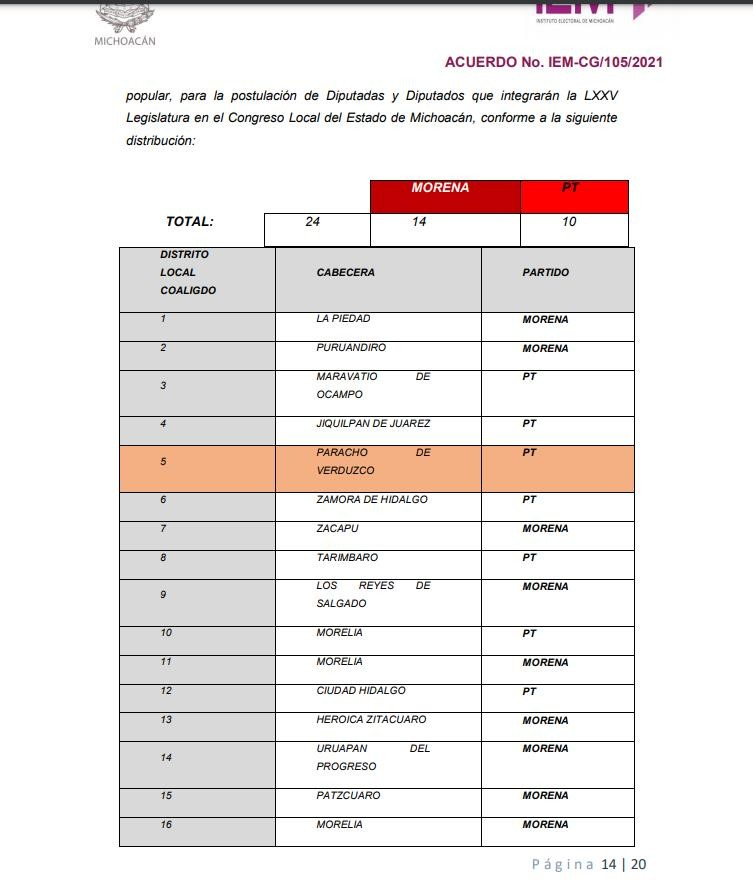 MICHOACÁN
IEM
INSTITUTO ELECTORAL DE MICHOACÁN
ACUERDO No. IEM-CG/105/2021
popular, para la postulación de Diputadas y Diputados que integrarán la LXXV
Legislatura en el Congreso Local del Estado de Michoacán, conforme a la siguiente
distribución:
MORENA PT
TOTAL: 24 14 10
DISTRITO
LOCAL
COALIGDO
CABECERA
PARTIDO
1 LA PIEDAD MORENA
2 PURUANDIRO MORENA
3 MARAVATIO DE
OCAMPO
PT
4 JIQUILPAN DE JUAREZ PT
5 PARACHO DE
VERDUZCO
PT
6 ZAMORA DE HIDALGO PT
7 ZACAPU MORENA
8 TARIMBARO PT
9 LOS REYES DE
SALGADO
MORENA
10 MORELIA PT
11 MORELIA MORENA
12 CIUDAD HIDALGO PT
13 HEROICA ZITACUARO MORENA
14 URUAPAN DEL
PROGRESO
MORENA
15 PATZCUARO MORENA
16 MORELIA MORENA
Página 14 | 20